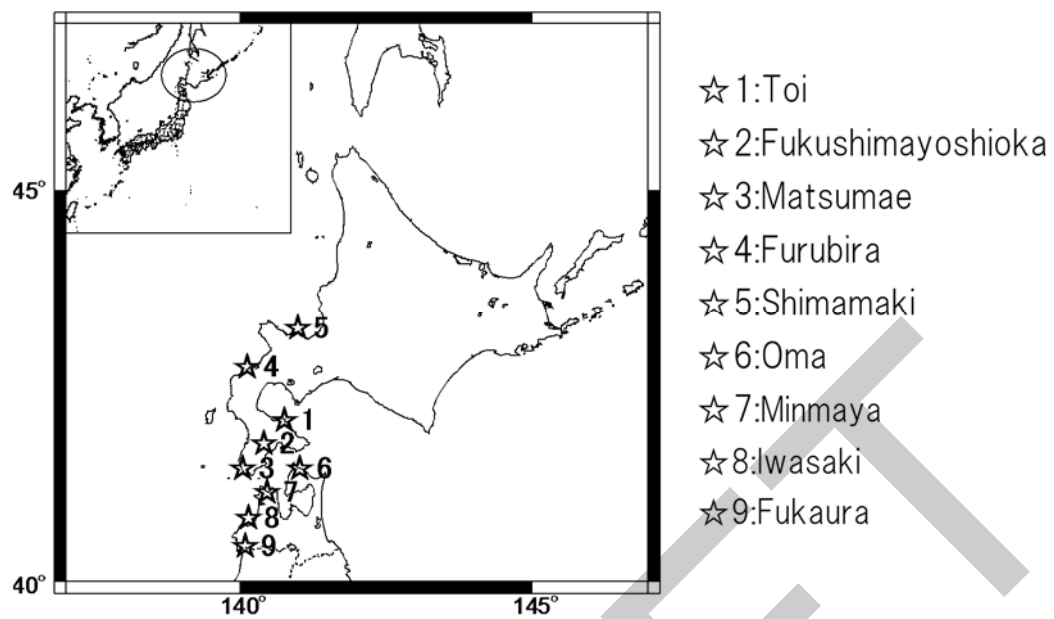 45°
40°
140°
145°
5
4
1
2
3
6
7
8
9
☆1:Toi
☆2:Fukushimayoshioka
☆3:Matsumae
☆4:Furubira
☆5:Shimamaki
☆6:Oma
☆7:Minmaya
☆8:Iwasaki
☆9:Fukaura